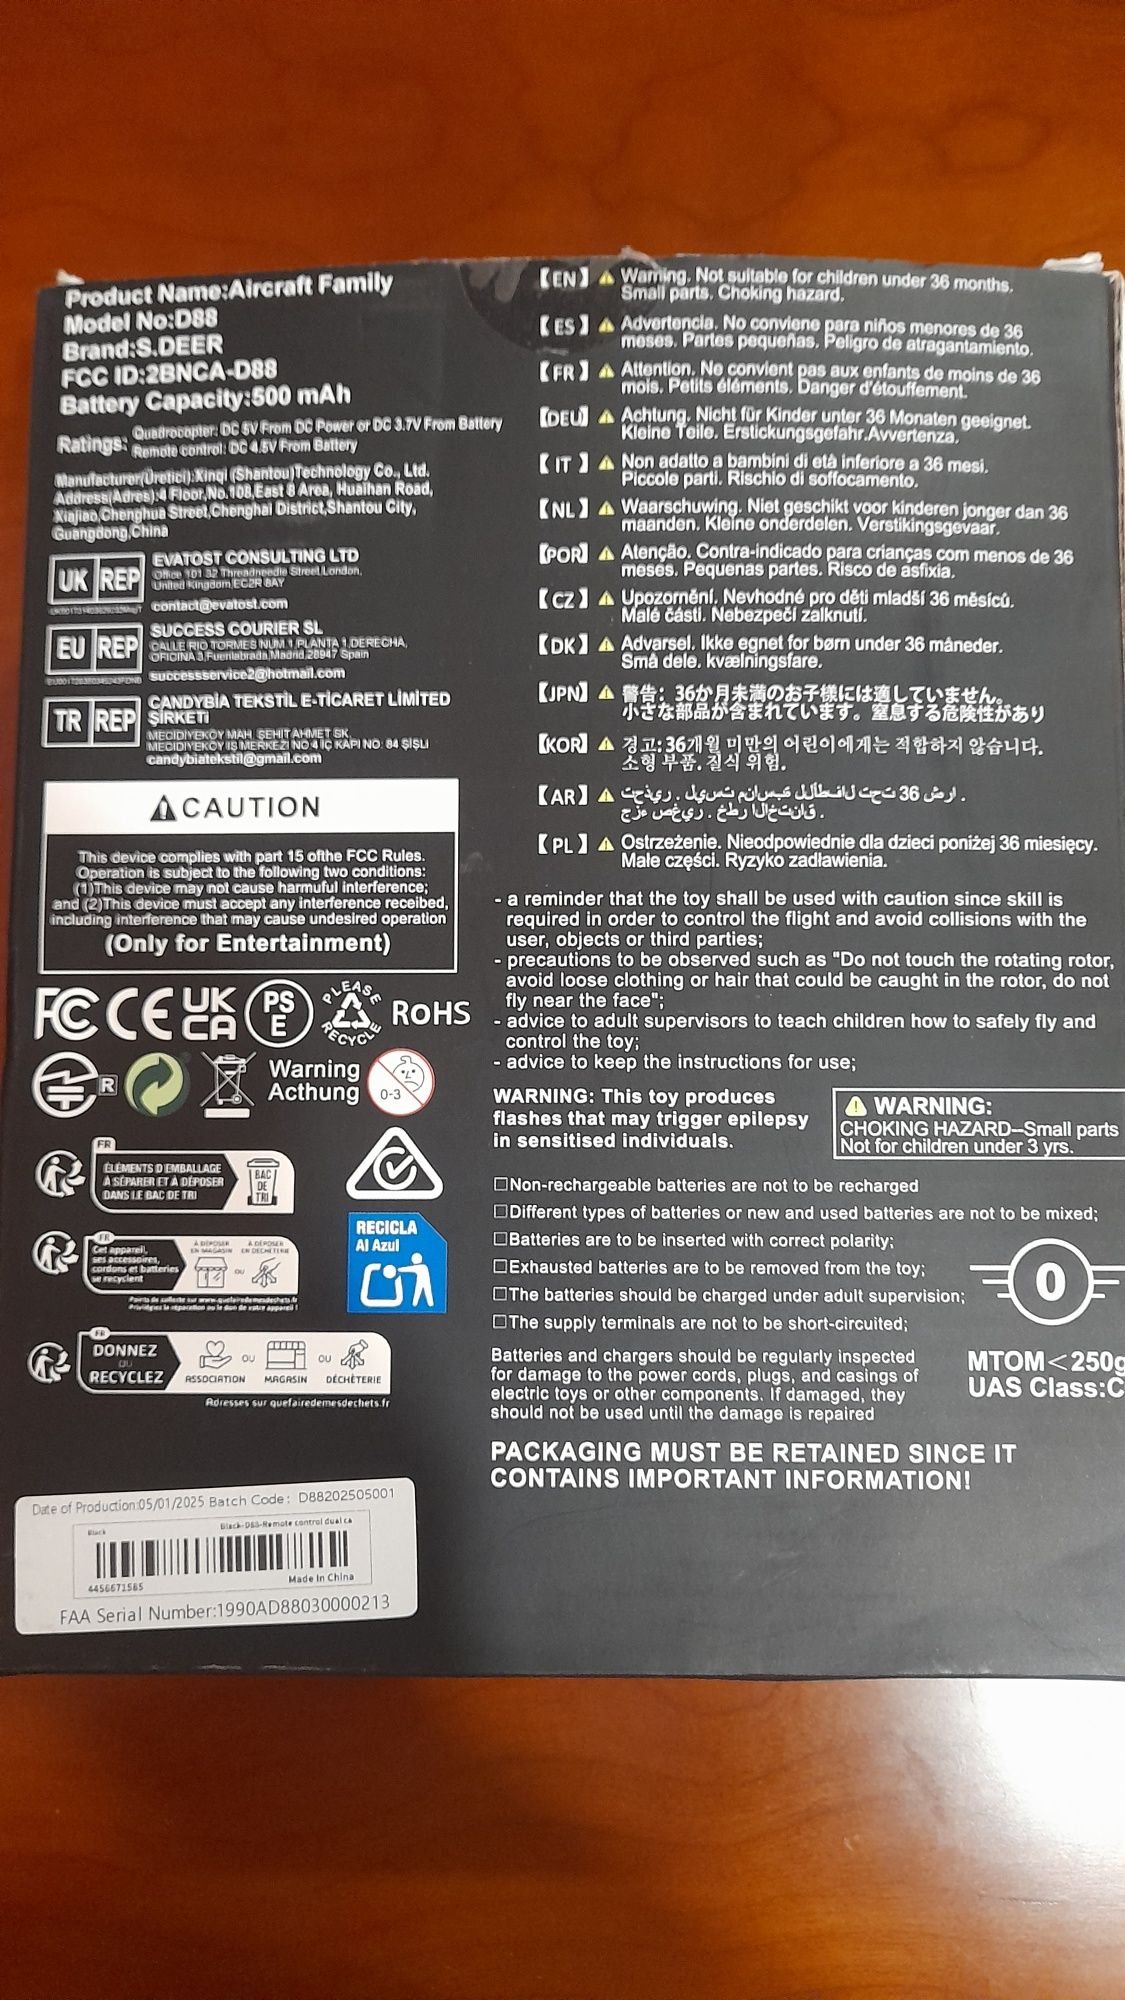 Product Name:Aircraft Family
Model No:D88
Brand:S.DEER
FCC ID:2BNCA-D88
Battery Capacity:500 mAh
Ratings: Quadrocopter: DC 5V From DC Power or DC 3.7V From Battery
Remote control: DC 4.5V From Battery
Manufacturer(Üretici):Xinqi (Shantou)Technology Co., Ltd.
Address(Adres):4 Floor,No.108,East 8 Area, Huaihan Road,
Xiajiao,Chenghua Street,Chenghai District,Shantou City,
Guangdong,China
UK REP
EVATOST CONSULTING LTD
Office 101 32 Threadneedle Street,London,
United Kingdom,EC2R 8AY
contact@evatost.com
EU REP
SUCCESS COURIER SL
CALLE RIO TORMES NUM 1,PLANTA 1,DERECHA,
OFICINA 3,Fuenlabrada,Madrid,28947 Spain
successservice2@hotmail.com
TR REP
CANDYBİA TEKSTİL E-TİCARET LİMİTED
ŞİRKETİ
MECIDIYEKOY MAH. ŞEHIT AHMET SK.
MECIDIYEKOY IŞ MERKEZI NO 4 IÇ KAPI NO: 84 ŞIŞLI
candybiatekstil@gmail.com
CAUTION
This device complies with part 15 ofthe FCC Rules.
Operation is subject to the following two conditions:
(1)This device may not cause harmuful interference;
and (2)This device must accept any interference receibed,
including interference that may cause undesired operation
(Only for Entertainment)
FC CE UK CA PS E PLEASE RECYCLE RoHS
R
Warning
Acthung
0-3
FR
ÉLÉMENTS D'EMBALLAGE
À SÉPARER ET À DÉPOSER
DANS LE BAC DE TRI
BAC
DE
TRI
RECICLA
Al Azul
FR
Cet appareil,
ses accessoires,
cordons et batteries
se recyclent
À DÉPOSER
EN MAGASIN
OU
À DÉPOSER
EN DÉCHÈTERIE
Points de collecte sur www.quefairedemesdechets.fr
Privilégiez la réparation ou le don de votre appareil !
FR
DONNEZ
OU
RECYCLEZ
ASSOCIATION
OU
MAGASIN
OU
DÉCHÈTERIE
Adresses sur quefairedemesdechets.fr
Date of Production:05/01/2025 Batch Code: D88202505001
Black
Black-D88-Remote control dual ca
4456671585
Made In China
FAA Serial Number:1990AD88030000213
【EN】 Warning. Not suitable for children under 36 months.
Small parts. Choking hazard.
【ES】 Advertencia. No conviene para niños menores de 36
meses. Partes pequeñas. Peligro de atragantamiento.
【FR】 Attention. Ne convient pas aux enfants de moins de 36
mois. Petits éléments. Danger d'étouffement.
【DEU】 Achtung. Nicht für Kinder unter 36 Monaten geeignet.
Kleine Teile. Erstickungsgefahr.Avvertenza.
【IT】 Non adatto a bambini di età inferiore a 36 mesi.
Piccole parti. Rischio di soffocamento.
【NL】 Waarschuwing. Niet geschikt voor kinderen jonger dan 36
maanden. Kleine onderdelen. Verstikingsgevaar.
【POR】 Atenção. Contra-indicado para crianças com menos de 36
meses. Pequenas partes. Risco de asfixia.
【CZ】 Upozornění. Nevhodné pro děti mladší 36 měsíců.
Malé části. Nebezpečí zalknutí.
【DK】 Advarsel. Ikke egnet for børn under 36 måneder.
Små dele. kvælningsfare.
【JPN】 警告：36か月未満のお子様には適していません。
小さな部品が含まれています。窒息する危険性があり
【KOR】 경고: 36개월 미만의 어린이에게는 적합하지 않습니다.
소형 부품. 질식 위험.
【AR】
【PL】 Ostrzeżenie. Nieodpowiednie dla dzieci poniżej 36 miesięcy.
Małe części. Ryzyko zadławienia.
- a reminder that the toy shall be used with caution since skill is
required in order to control the flight and avoid collisions with the
user, objects or third parties;
- precautions to be observed such as "Do not touch the rotating rotor,
avoid loose clothing or hair that could be caught in the rotor, do not
fly near the face";
- advice to adult supervisors to teach children how to safely fly and
control the toy;
- advice to keep the instructions for use;
WARNING: This toy produces
flashes that may trigger epilepsy
in sensitised individuals.
WARNING:
CHOKING HAZARD--Small parts
Not for children under 3 yrs.
□Non-rechargeable batteries are not to be recharged
□Different types of batteries or new and used batteries are not to be mixed;
□Batteries are to be inserted with correct polarity;
□Exhausted batteries are to be removed from the toy;
□The batteries should be charged under adult supervision;
□The supply terminals are not to be short-circuited;
0
MTOM<250g
UAS Class:C
Batteries and chargers should be regularly inspected
for damage to the power cords, plugs, and casings of
electric toys or other components. If damaged, they
should not be used until the damage is repaired
PACKAGING MUST BE RETAINED SINCE IT
CONTAINS IMPORTANT INFORMATION!